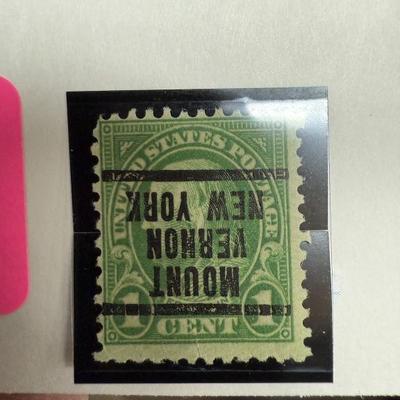 UNITED STATES POSTAGE
MOUNT
VERNON
NEW YORK
1 CENT 1